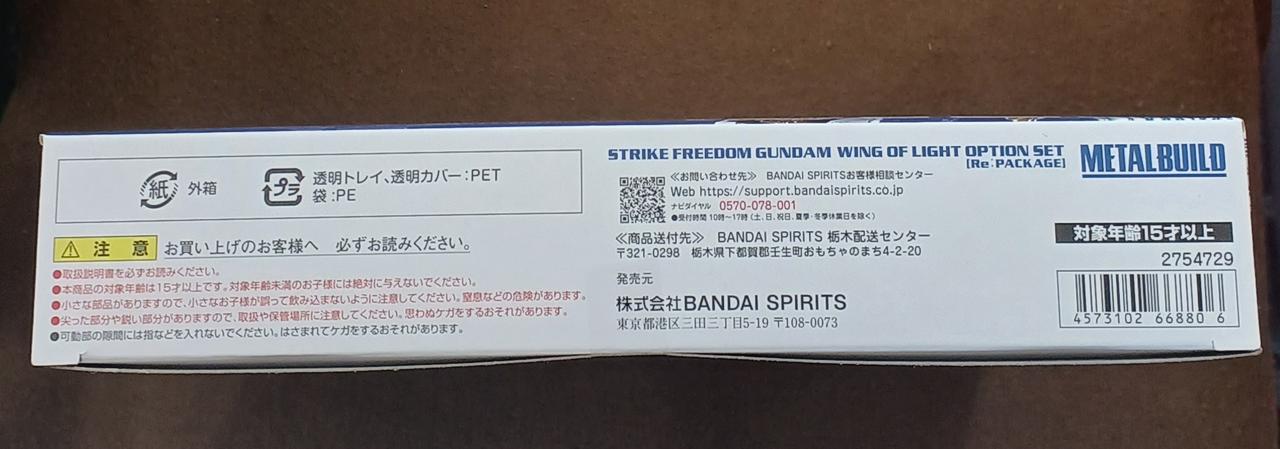 紙 外箱
プラ 透明トレイ、透明カバー:PET
袋:PE
注 意 お買い上げのお客様へ 必ずお読みください。
●取扱説明書を必ずお読みください。
●本商品の対象年齢は15才以上です。対象年齢未満のお子様には絶対に与えないでください。
●小さな部品がありますので、小さなお子様が誤って飲み込まないように注意してください。窒息などの危険があります。
●尖った部分や鋭い部分がありますので、取扱や保管場所に注意してください。思わぬケガをするおそれがあります。
●可動部の隙間には指などを入れないでください。はさまれてケガをするおそれがあります。
STRIKE FREEDOM GUNDAM WING OF LIGHT OPTION SET
[Re:PACKAGE]
METAL BUILD
≪お問い合わせ先≫ BANDAI SPIRITSお客様相談センター
Web https://support.bandaispirits.co.jp
ナビダイヤル 0570-078-001
●受付時間 10時~17時(土、日、祝日、夏季・冬季休業日を除く)
≪商品送付先≫ BANDAI SPIRITS 栃木配送センター
〒321-0298 栃木県下都賀郡壬生町おもちゃのまち4-2-20
発売元
株式会社BANDAI SPIRITS
東京都港区三田三丁目5-19 〒108-0073
対象年齢15才以上
2754729
4573102 66880 6